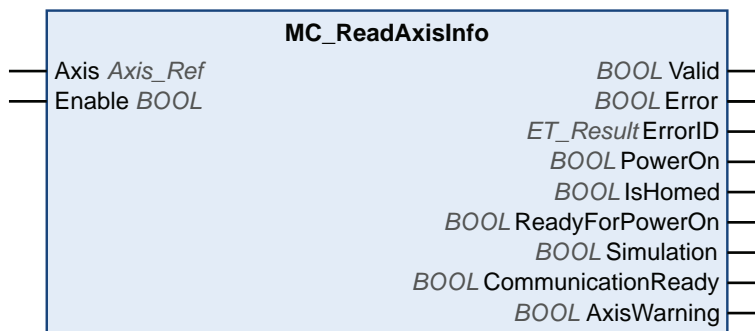 MC_ReadAxisInfo
Axis Axis_Ref BOOL Valid
Enable BOOL BOOL Error
ET_Result ErrorID
BOOL PowerOn
BOOL IsHomed
BOOL ReadyForPowerOn
BOOL Simulation
BOOL CommunicationReady
BOOL AxisWarning